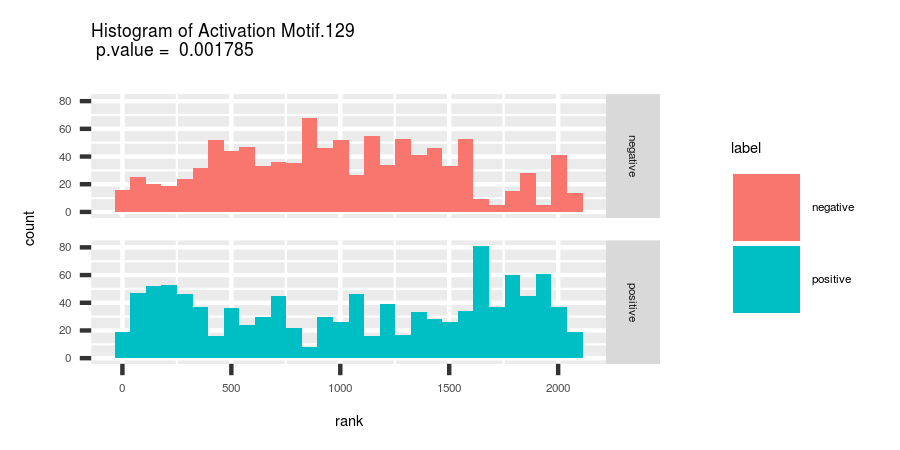 Histogram of Activation Motif.129
p.value = 0.001785
80
60
40
20
0
negative
80
60
40
20
0
positive
0
500
1000
1500
2000
count
rank
label
negative
positive